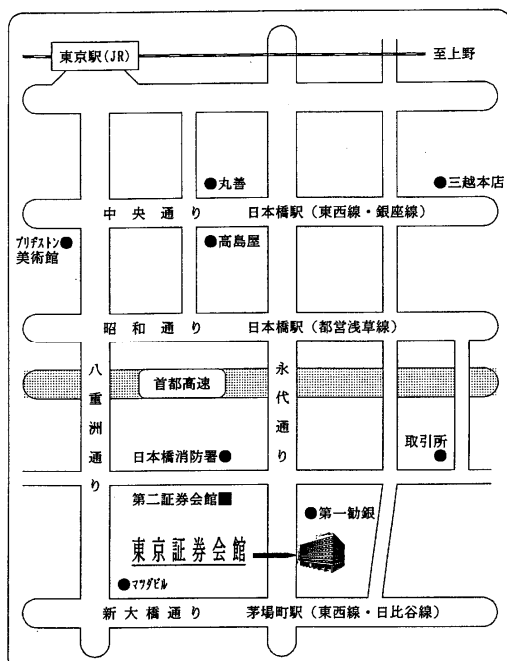 東京駅(JR)
至上野
●丸善
●三越本店
中央通り
日本橋駅(東西線・銀座線)
ブリヂストン●
美術館
●高島屋
昭和通り
日本橋駅(都営浅草線)
八重洲通り
首都高速
永代通り
取引所
●
日本橋消防署●
第二証券会館■
●第一勧銀
東京証券会館
●マツダビル
新大橋通り
茅場町駅(東西線・日比谷線)